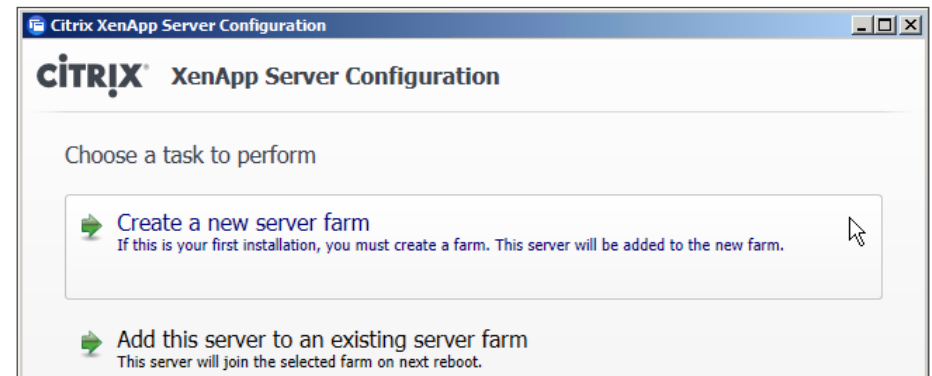 Citrix XenApp Server Configuration
CİTRIX® XenApp Server Configuration
Choose a task to perform
Create a new server farm
If this is your first installation, you must create a farm. This server will be added to the new farm.
Add this server to an existing server farm
This server will join the selected farm on next reboot.